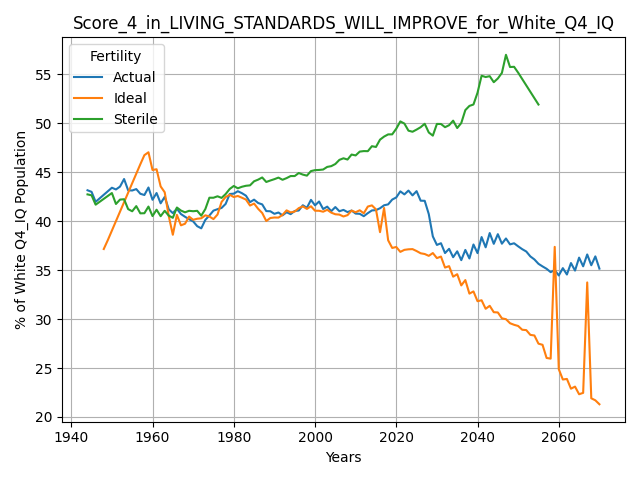 Score_4_in_LIVING_STANDARDS_WILL_IMPROVE_for_White_Q4_IQ
Fertility
Actual
Ideal
Sterile
% of White Q4_IQ Population
55
50
45
40
35
30
25
20
1940
1960
1980
2000
2020
2040
2060
Years